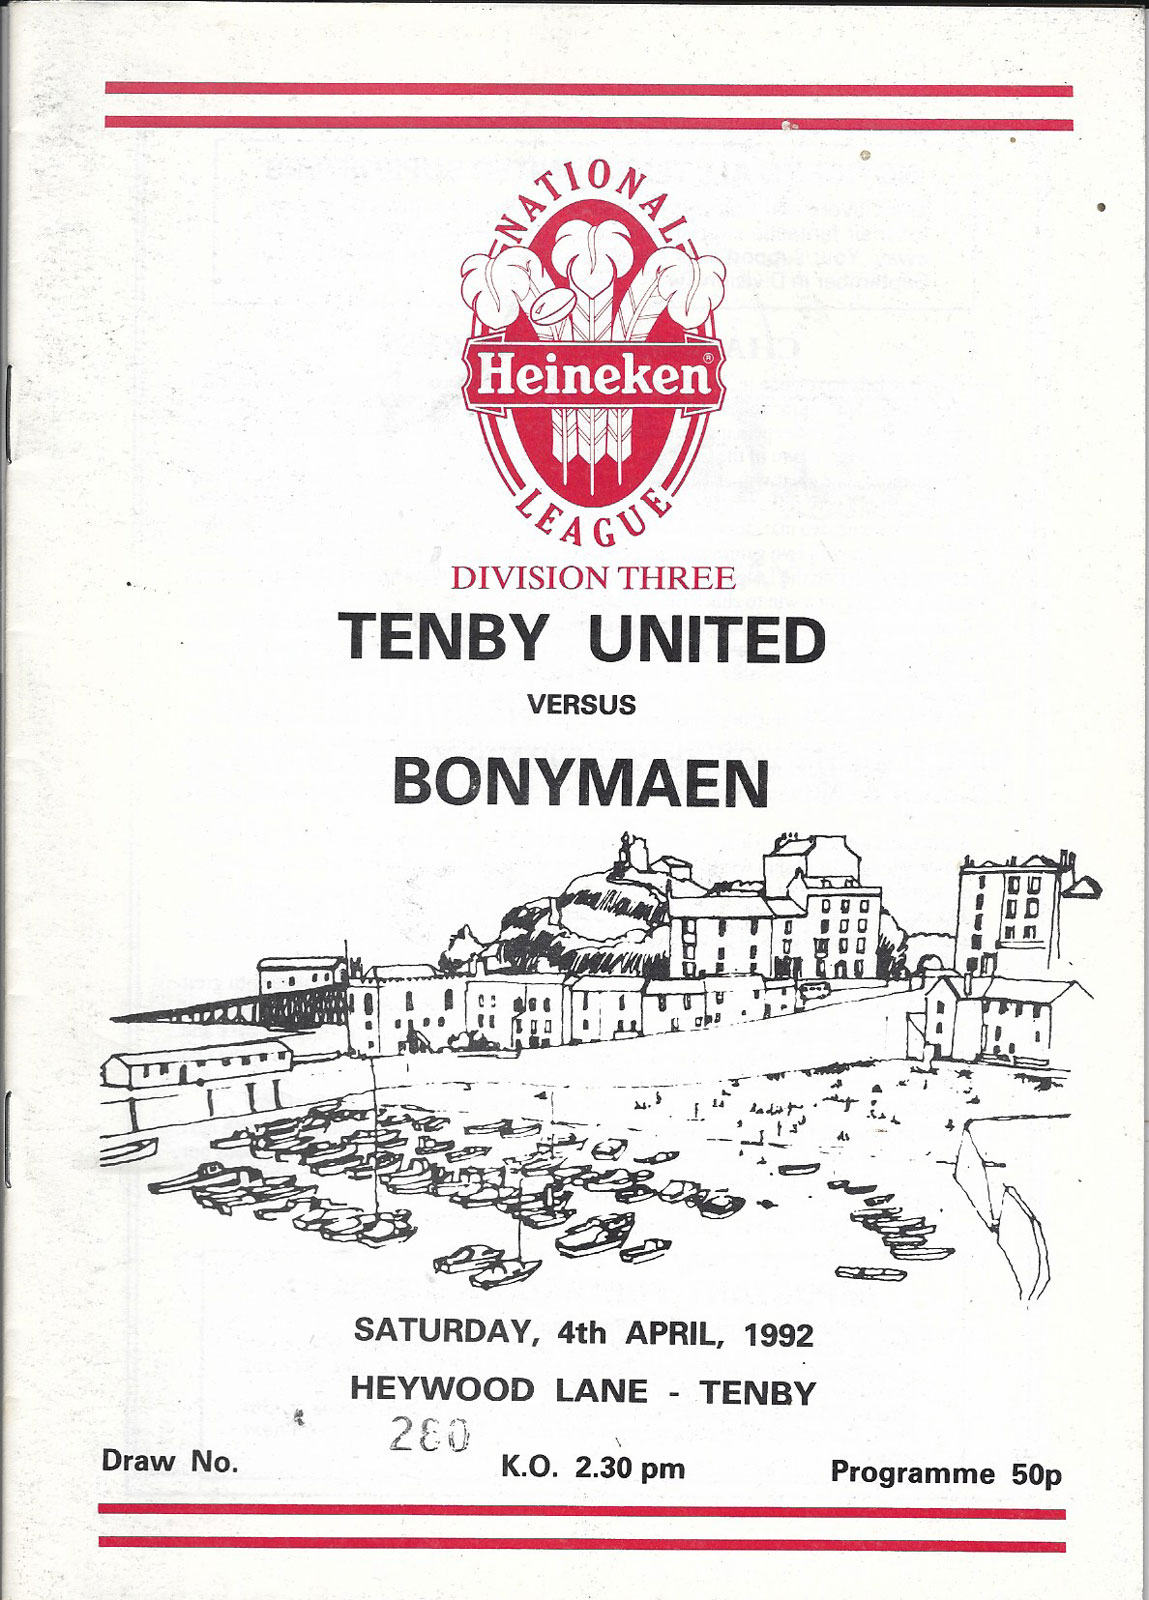 NATIONAL
Heineken®
LEAGUE
DIVISION THREE
TENBY UNITED
VERSUS
BONYMAEN
SATURDAY, 4th APRIL, 1992
HEYWOOD LANE - TENBY
280
Draw No.
K.O. 2.30 pm
Programme 50p